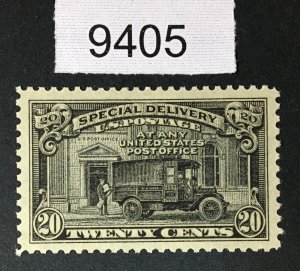 9405
20 SPECIAL DELIVERY 20
U.S. POSTAGE
AT ANY
UNITED STATES
POST OFFICE
20 TWENTY CENTS 20